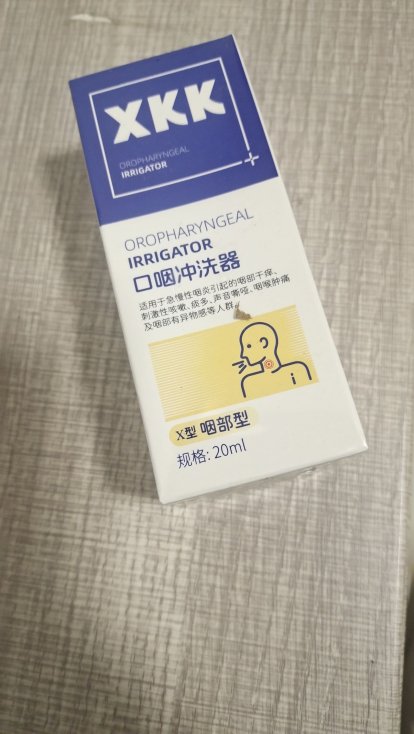 XKK
OROPHARYNGEAL
IRRIGATOR
OROPHARYNGEAL
IRRIGATOR
口咽冲洗器
适用于急慢性咽炎引起的咽部干痒、
刺激性咳嗽、痰多、声音嘶哑、咽喉肿痛
及咽部有异物感等人群。
X型 咽部型
规格: 20ml